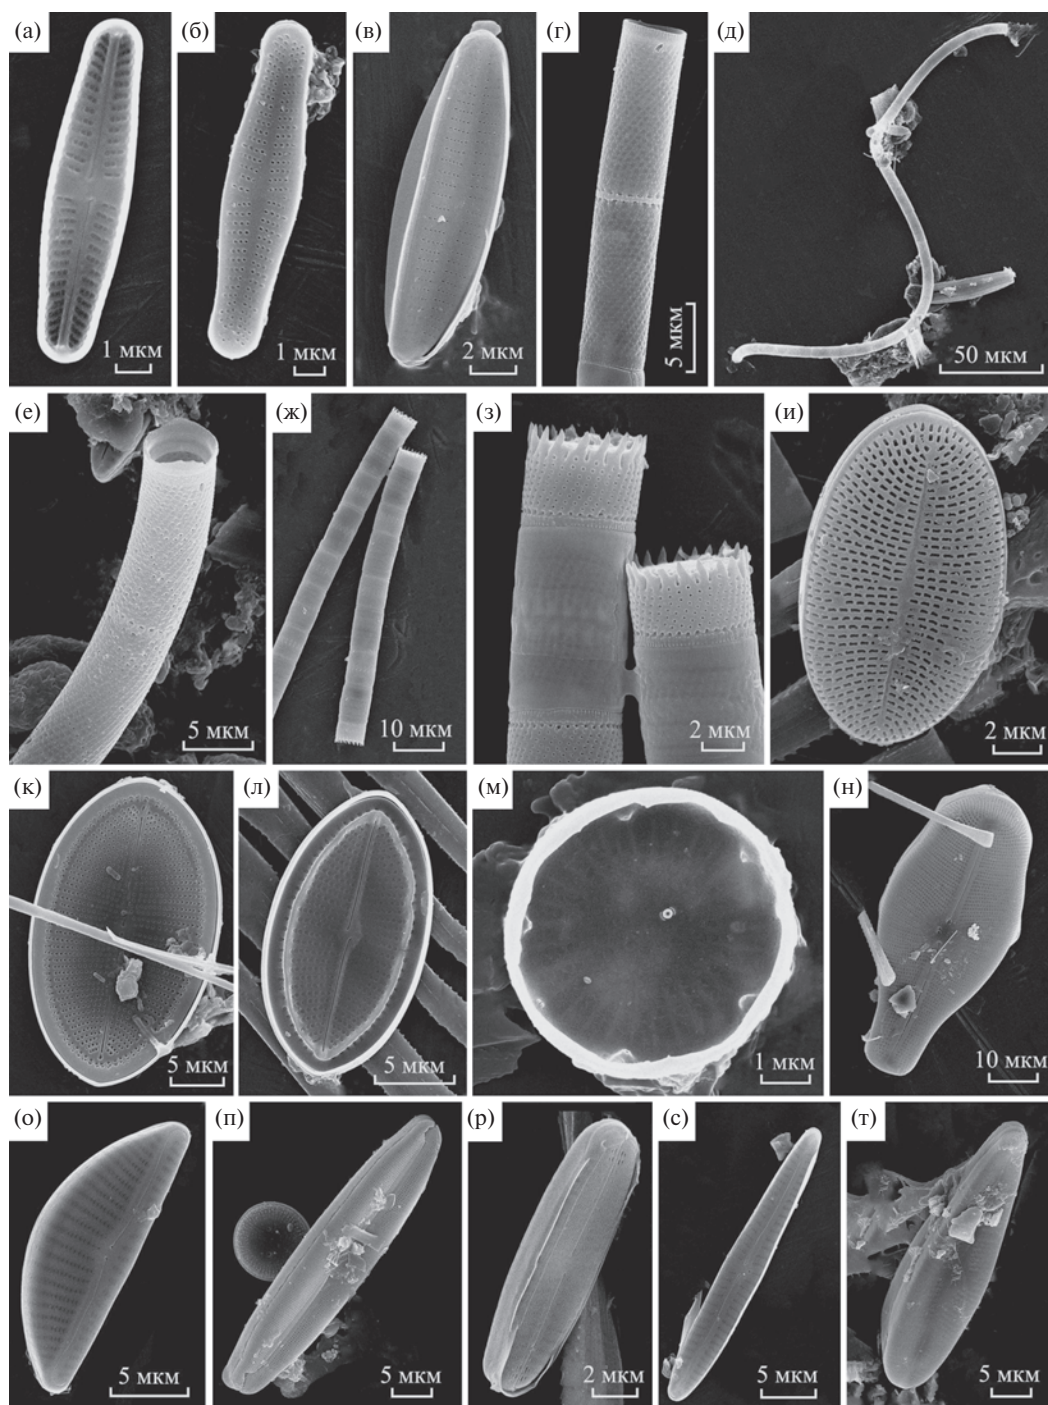 (а) (б) (в) (г) (д)
1 мкм 1 мкм 2 мкм 5 мкм 50 мкм
(е) (ж) (з) (и)
5 мкм 10 мкм 2 мкм 2 мкм
(к) (л) (м) (н)
5 мкм 5 мкм 1 мкм 10 мкм
(о) (п) (р) (с) (т)
5 мкм 5 мкм 2 мкм 5 мкм 5 мкм